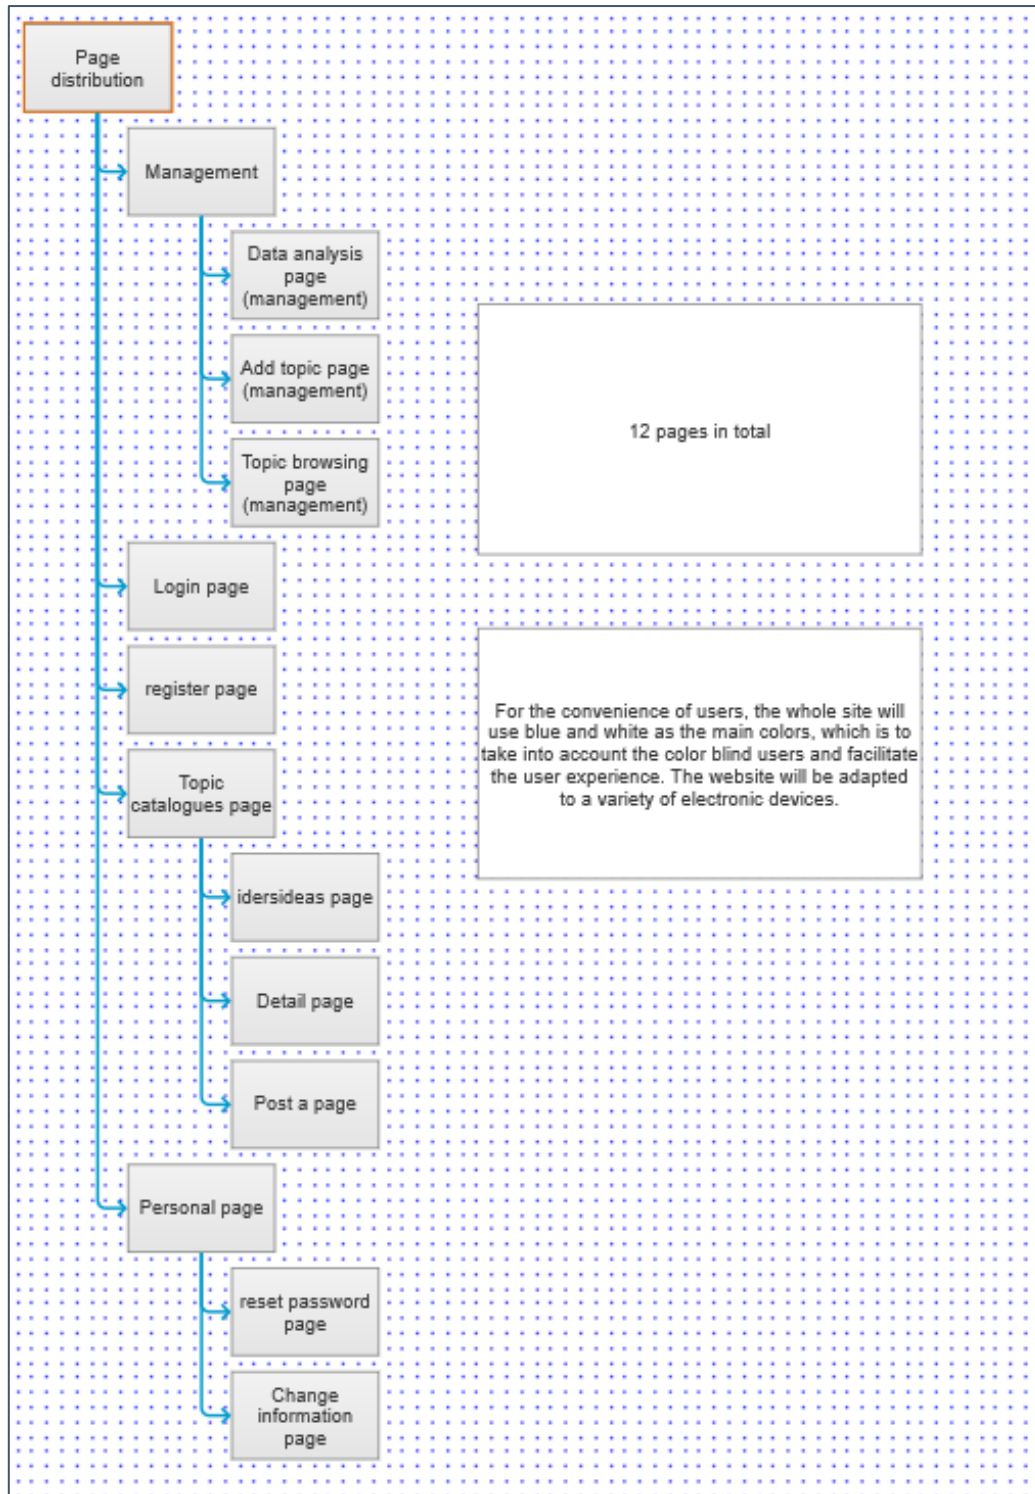 Page
distribution
Management
Data analysis
page
(management)
Add topic page
(management)
Topic browsing
page
(management)
12 pages in total
Login page
register page
For the convenience of users, the whole site will
use blue and white as the main colors, which is to
take into account the color blind users and facilitate
the user experience. The website will be adapted
to a variety of electronic devices.
Topic
catalogues page
idersideas page
Detail page
Post a page
Personal page
reset password
page
Change
information
page